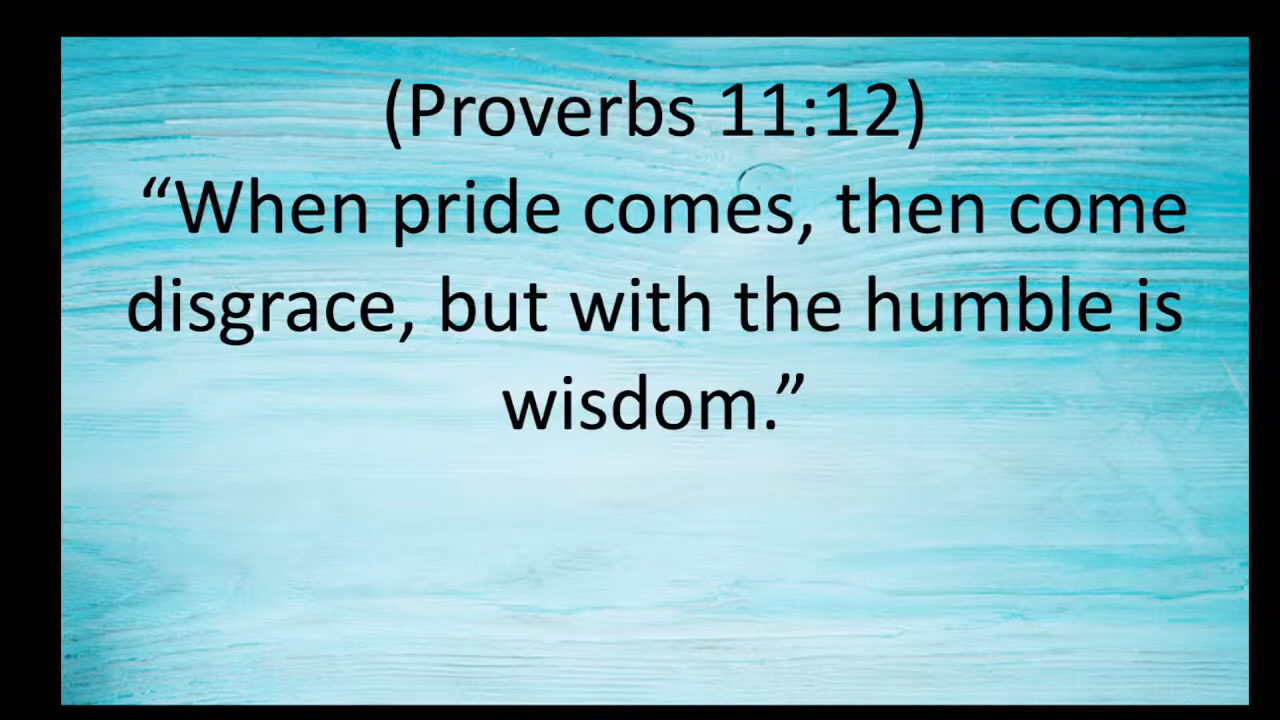 (Proverbs 11:12)
“When pride comes, then come
disgrace, but with the humble is
wisdom.”